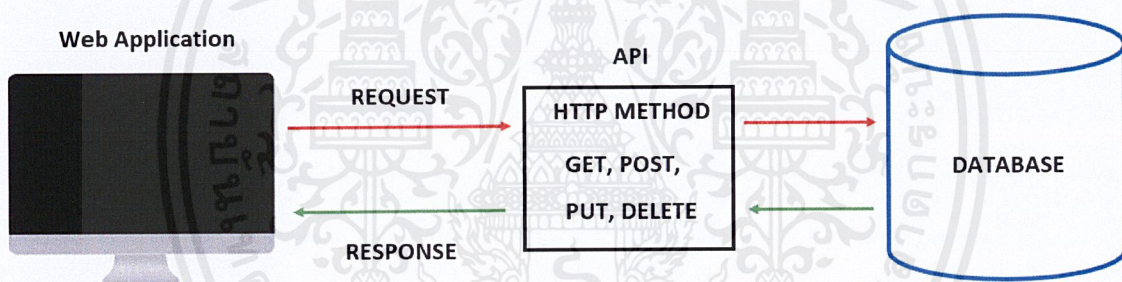 Web Application
API
REQUEST
HTTP METHOD
GET, POST,
PUT, DELETE
DATABASE
RESPONSE